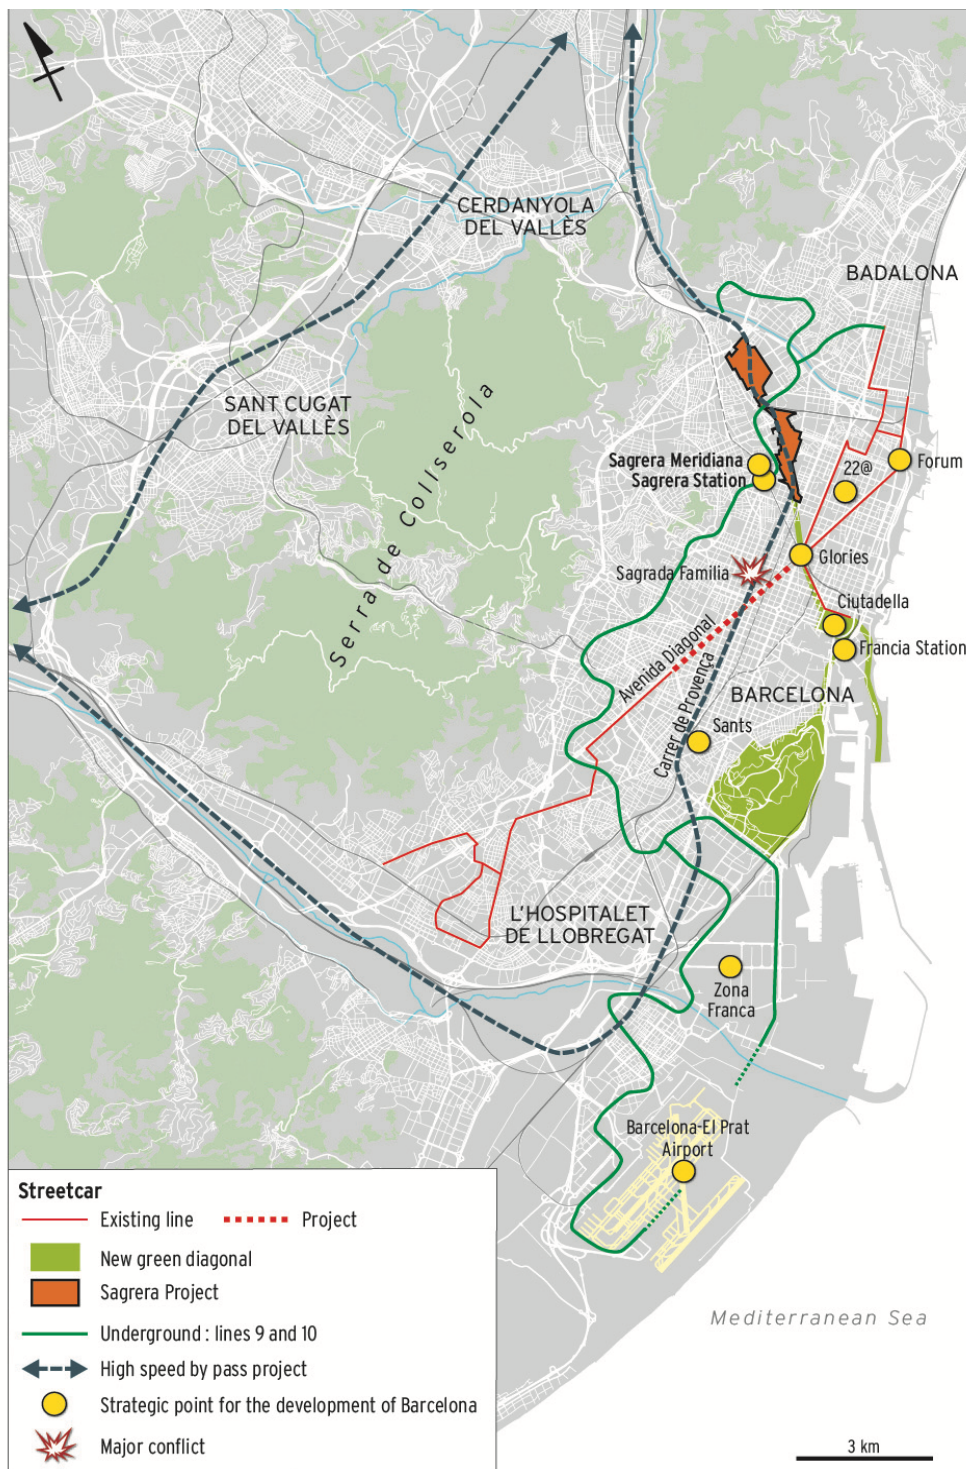 CERDANYOLA
DEL VALLÈS
BADALONA
SANT CUGAT
DEL VALLÈS
Serra de Collserola
Sagrera Meridiana
Sagrera Station
22@
Forum
Glories
Sagrada Familia
Ciutadella
Francia Station
Avenida Diagonal
Carrer de Provença
BARCELONA
Sants
L'HOSPITALET
DE LLOBREGAT
Zona
Franca
Barcelona-El Prat
Airport
Mediterranean Sea
Streetcar
Existing line
Project
New green diagonal
Sagrera Project
Underground : lines 9 and 10
High speed by pass project
Strategic point for the development of Barcelona
Major conflict
3 km